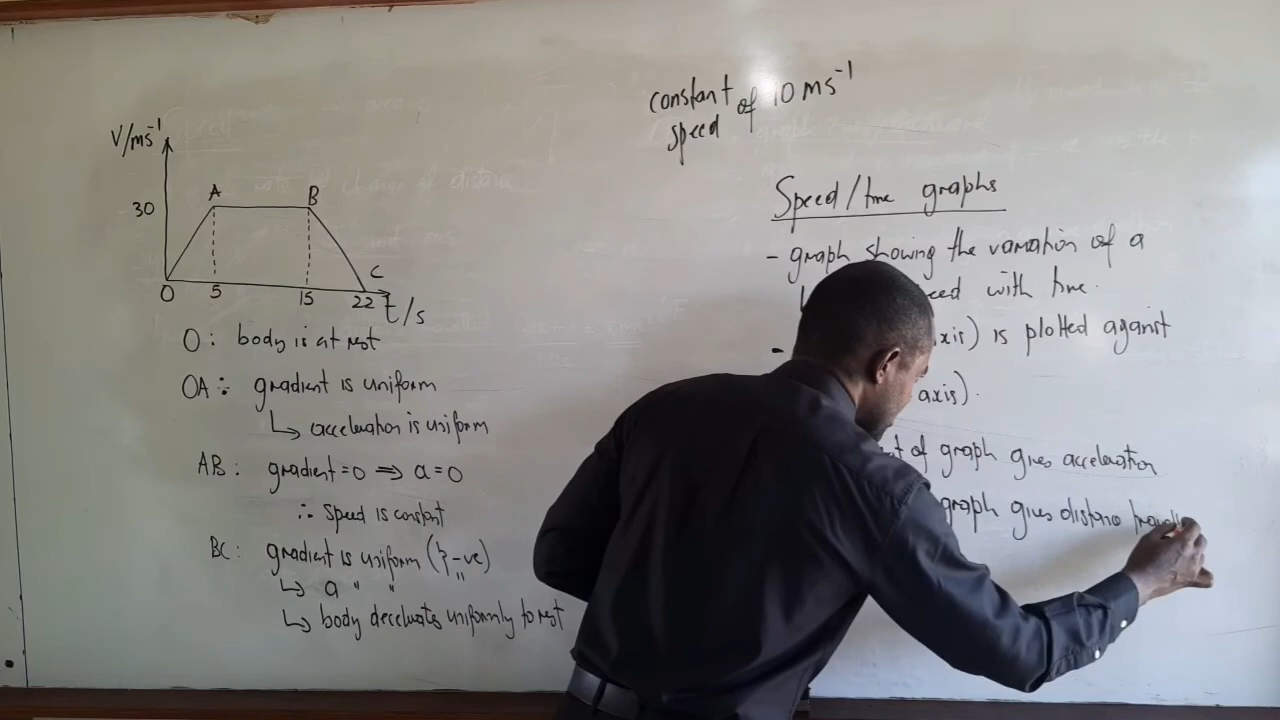 V/ms⁻¹
30
A
B
C
0
5
15
22
t/s
O: body is at rest
OA: gradient is uniform
↳ acceleration is uniform
AB: gradient = 0 ⇒ a = 0
∴ Speed is constant
BC: gradient is uniform (} -ve)
↳ a " " "
↳ body decelerates uniformly to rest
constant speed of 10 ms⁻¹
Speed/time graphs
- graph showing the variation of a
with time.
- is plotted against
axis).
of graph gives acceleration
graph gives distance